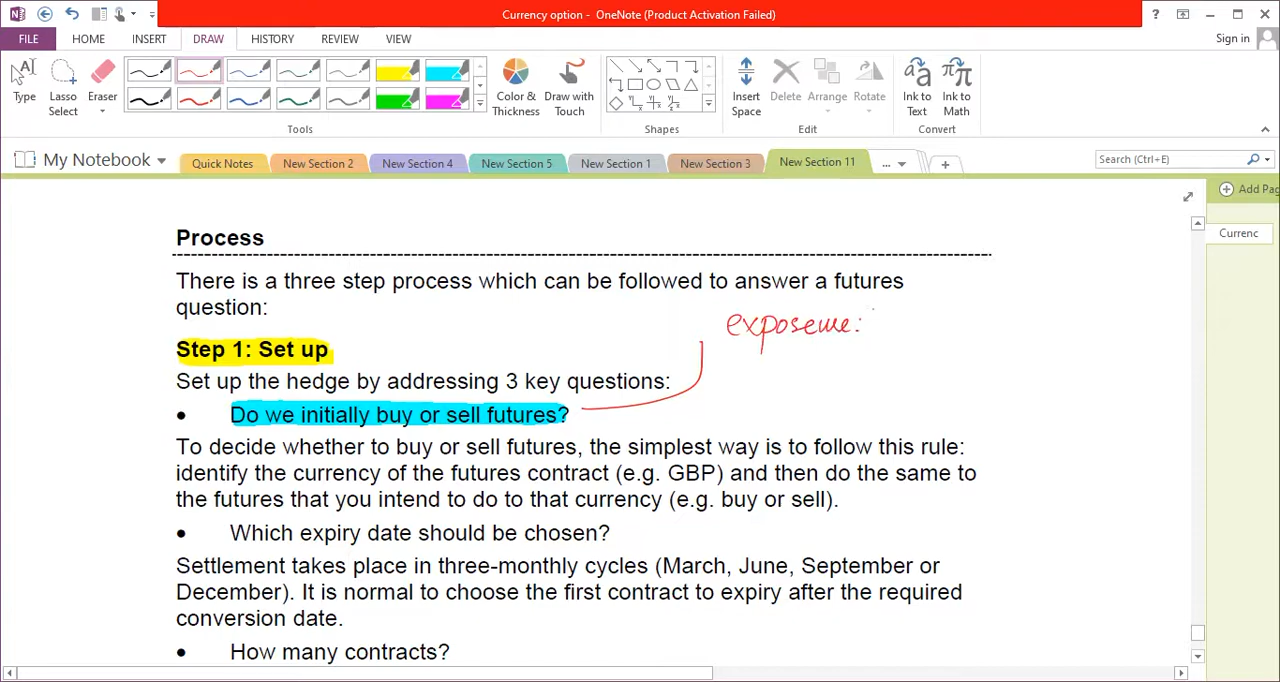 Currency option - OneNote (Product Activation Failed)
?
FILE HOME INSERT DRAW HISTORY REVIEW VIEW
Sign in
Type
Lasso Select
Eraser
Color & Thickness
Draw with Touch
Insert Space
Delete
Arrange
Rotate
Ink to Text
Ink to Math
Tools Shapes Edit Convert
My Notebook
Quick Notes New Section 2 New Section 4 New Section 5 New Section 1 New Section 3 New Section 11 ...
Search (Ctrl+E)
Add Pag
Currenc
Process
There is a three step process which can be followed to answer a futures
question:
exposeure:
Step 1: Set up
Set up the hedge by addressing 3 key questions:
• Do we initially buy or sell futures?
To decide whether to buy or sell futures, the simplest way is to follow this rule:
identify the currency of the futures contract (e.g. GBP) and then do the same to
the futures that you intend to do to that currency (e.g. buy or sell).
• Which expiry date should be chosen?
Settlement takes place in three-monthly cycles (March, June, September or
December). It is normal to choose the first contract to expiry after the required
conversion date.
• How many contracts?